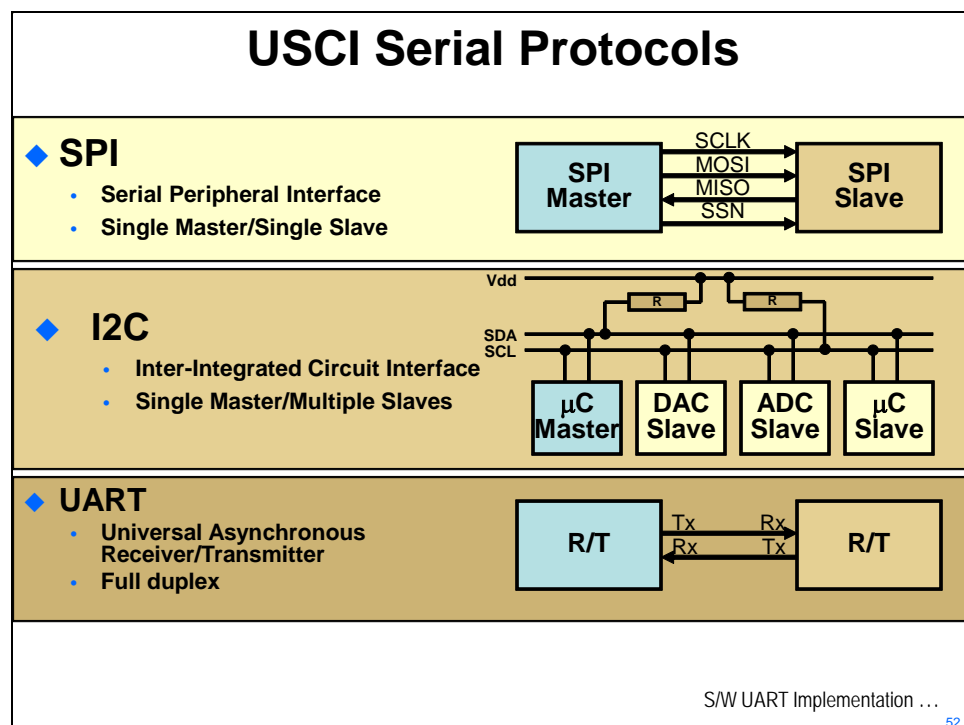 USCI Serial Protocols
SPI
Serial Peripheral Interface
Single Master/Single Slave
SPI
Master
SCLK
MOSI
MISO
SSN
SPI
Slave
I2C
Inter-Integrated Circuit Interface
Single Master/Multiple Slaves
Vdd
R
R
SDA
SCL
μC
Master
DAC
Slave
ADC
Slave
μC
Slave
UART
Universal Asynchronous
Receiver/Transmitter
Full duplex
R/T
Tx Rx
Rx Tx
R/T
S/W UART Implementation …
52